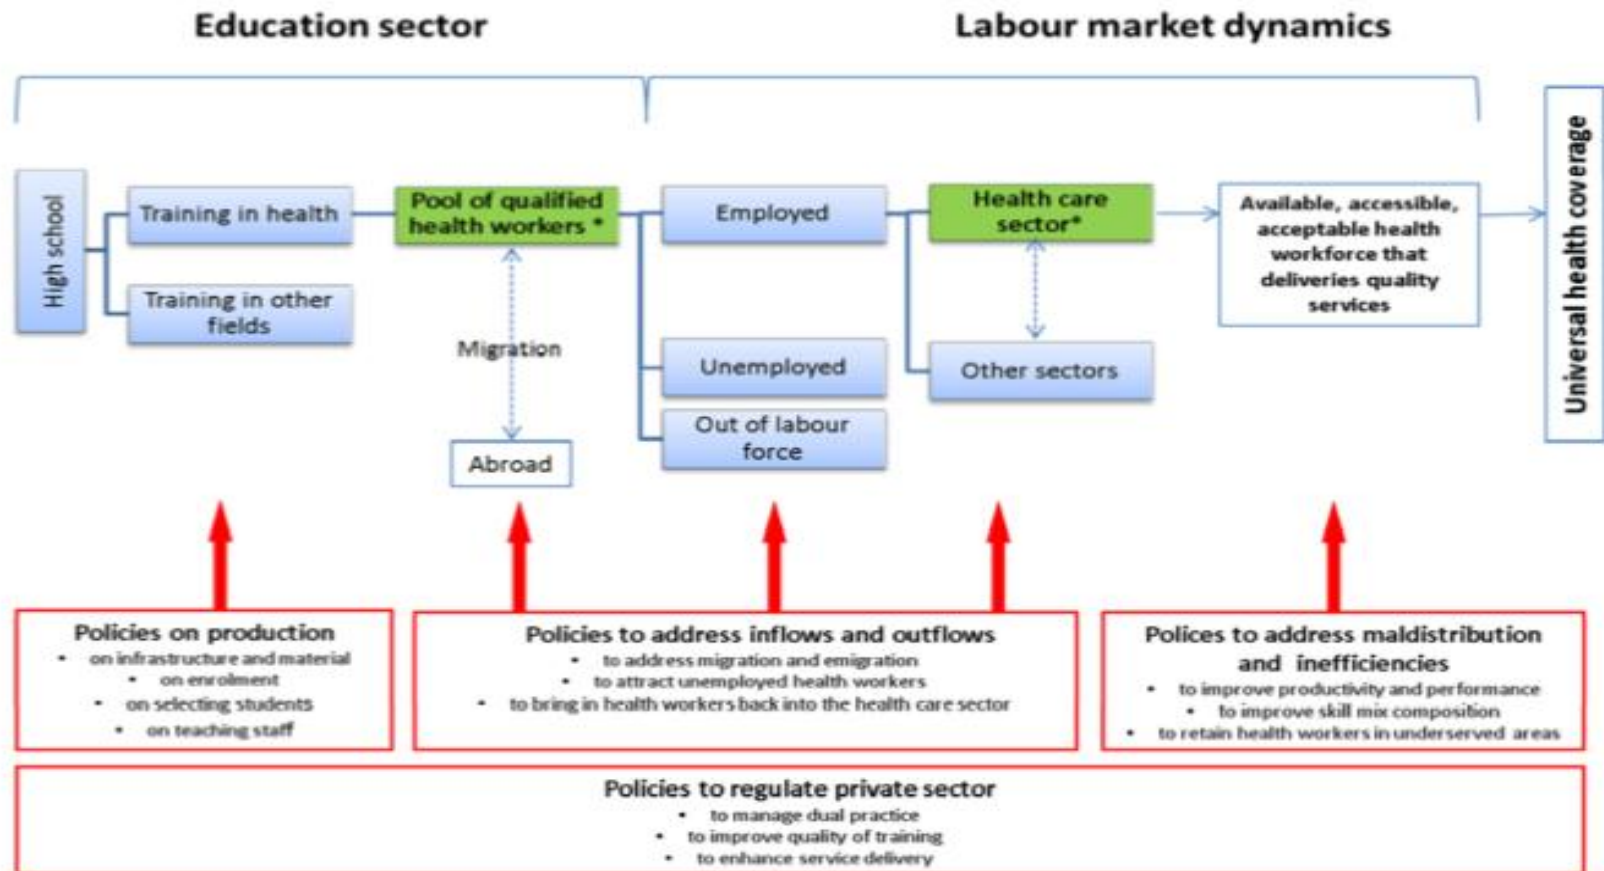 Education sector
Labour market dynamics
High school
Training in health
Training in other
fields
Pool of qualified
health workers *
Migration
Abroad
Employed
Unemployed
Out of labour
force
Health care
sector*
Other sectors
Available, accessible,
acceptable health
workforce that
deliveries quality
services
Universal health coverage
Policies on production
• on infrastructure and material
• on enrolment
• on selecting students
• on teaching staff
Policies to address inflows and outflows
• to address migration and emigration
• to attract unemployed health workers
• to bring in health workers back into the health care sector
Polices to address maldistribution
and inefficiencies
• to improve productivity and performance
• to improve skill mix composition
• to retain health workers in underserved areas
Policies to regulate private sector
• to manage dual practice
• to improve quality of training
• to enhance service delivery